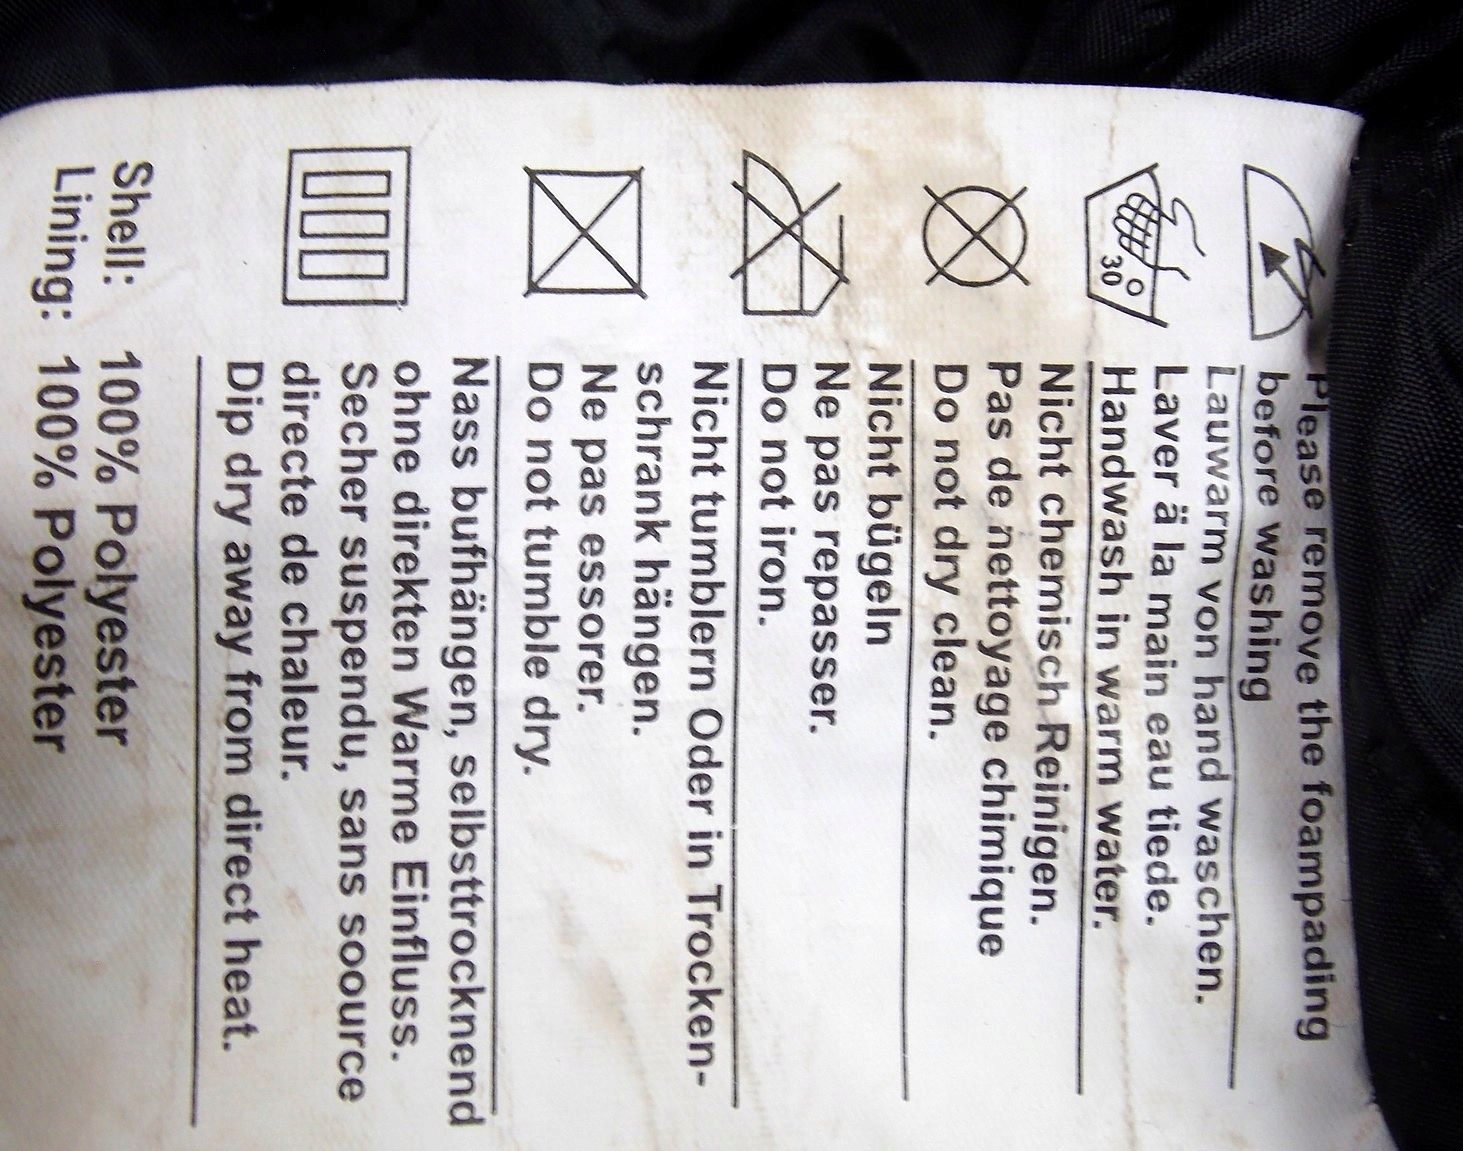 Please remove the foampading
before washing
Lauwarm von hand waschen.
Laver ä la main eau tiede.
Handwash in warm water.
30
Nicht chemisch Reinigen.
Pas de nettoyage chimique
Do not dry clean.
Nicht bügeln
Ne pas repasser.
Do not iron.
Nicht tumblern Oder in Trocken-
schrank hängen.
Ne pas essorer.
Do not tumble dry.
Nass bufhängen, selbsttrocknend
ohne direkten Warme Einfluss.
Secher suspendu, sans soource
directe de chaleur.
Dip dry away from direct heat.
Shell: 100% Polyester
Lining: 100% Polyester